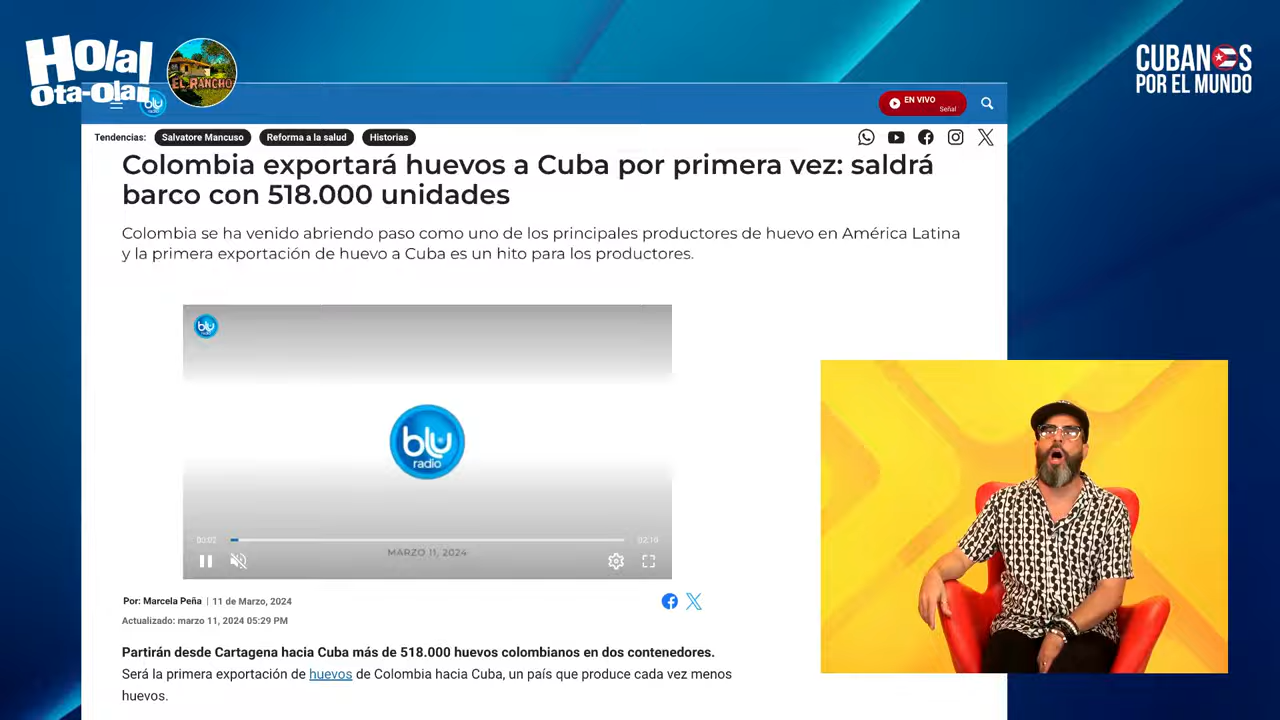 Hola!
Ota-Ola!
EL RANCHO
CUBANOS
POR EL MUNDO
blu
radio
EN VIVO
Señal
Tendencias: Salvatore Mancuso Reforma a la salud Historias
Colombia exportará huevos a Cuba por primera vez: saldrá
barco con 518.000 unidades
Colombia se ha venido abriendo paso como uno de los principales productores de huevo en América Latina
y la primera exportación de huevo a Cuba es un hito para los productores.
blu
radio
blu
radio
00:02
02:16
MARZO 11, 2024
Por: Marcela Peña | 11 de Marzo, 2024
Actualizado: marzo 11, 2024 05:29 PM
Partirán desde Cartagena hacia Cuba más de 518.000 huevos colombianos en dos contenedores.
Será la primera exportación de huevos de Colombia hacia Cuba, un país que produce cada vez menos
huevos.